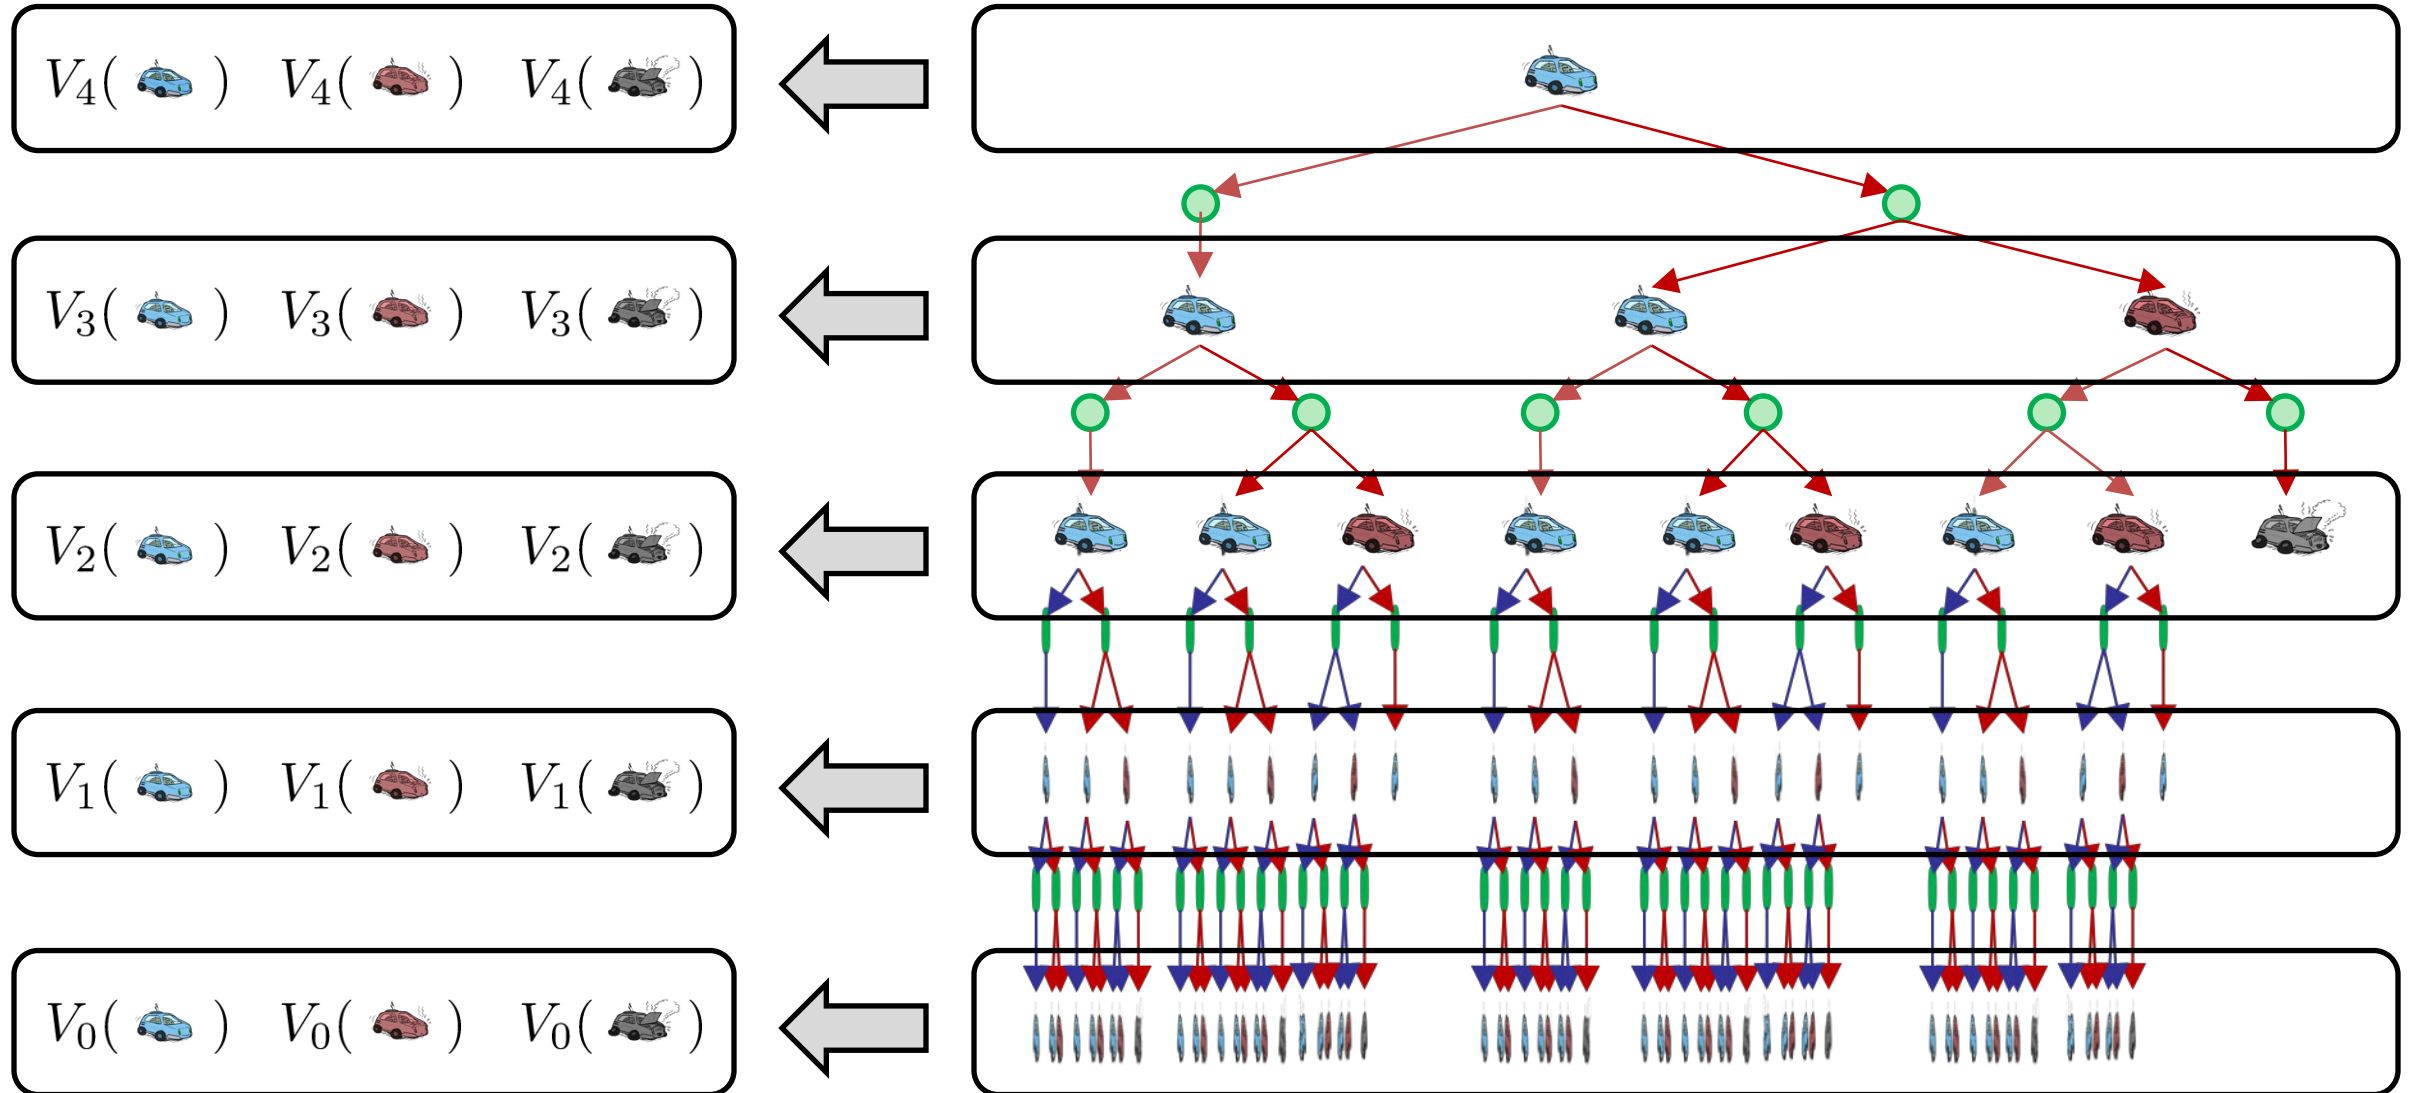 V₄( ) V₄( ) V₄( )
V₃( ) V₃( ) V₃( )
V₂( ) V₂( ) V₂( )
V₁( ) V₁( ) V₁( )
V₀( ) V₀( ) V₀( )